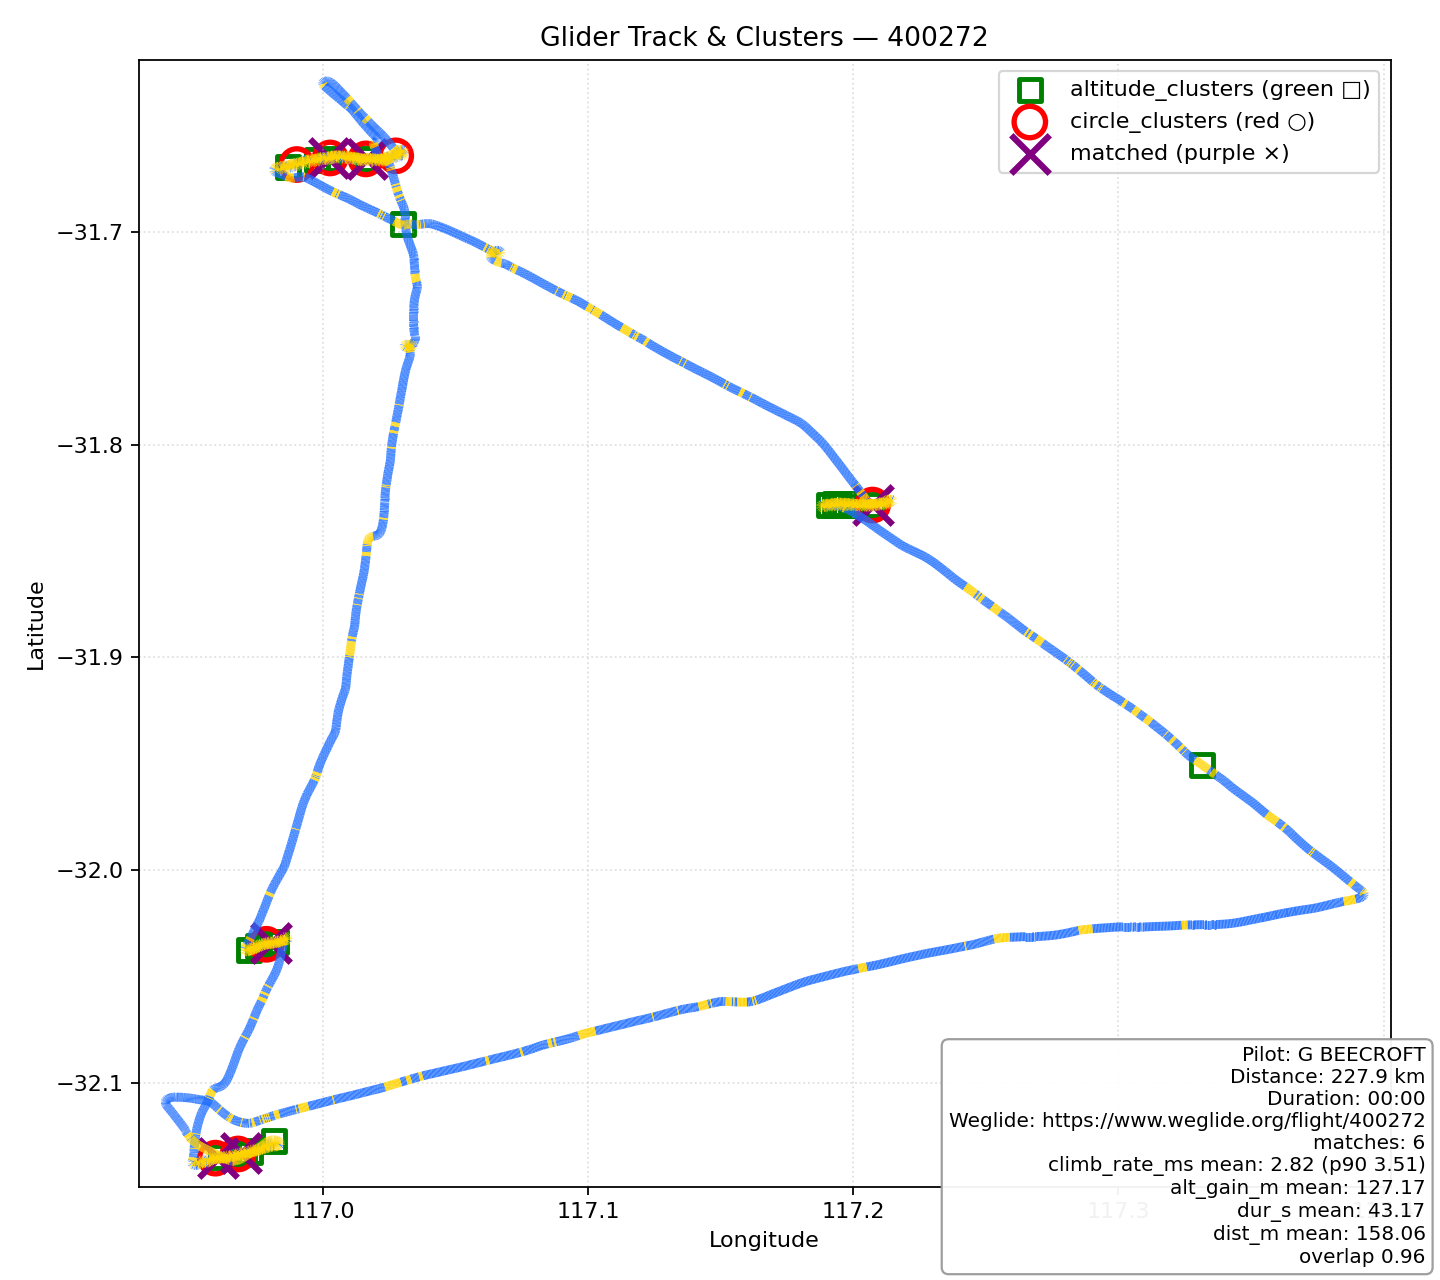 Glider Track & Clusters — 400272
altitude_clusters (green □)
circle_clusters (red ○)
matched (purple ×)
Latitude
−31.7
−31.8
−31.9
−32.0
−32.1
117.0
117.1
117.2
117.3
Longitude
Pilot: G BEECROFT
Distance: 227.9 km
Duration: 00:00
Weglide: https://www.weglide.org/flight/400272
matches: 6
climb_rate_ms mean: 2.82 (p90 3.51)
alt_gain_m mean: 127.17
dur_s mean: 43.17
dist_m mean: 158.06
overlap 0.96